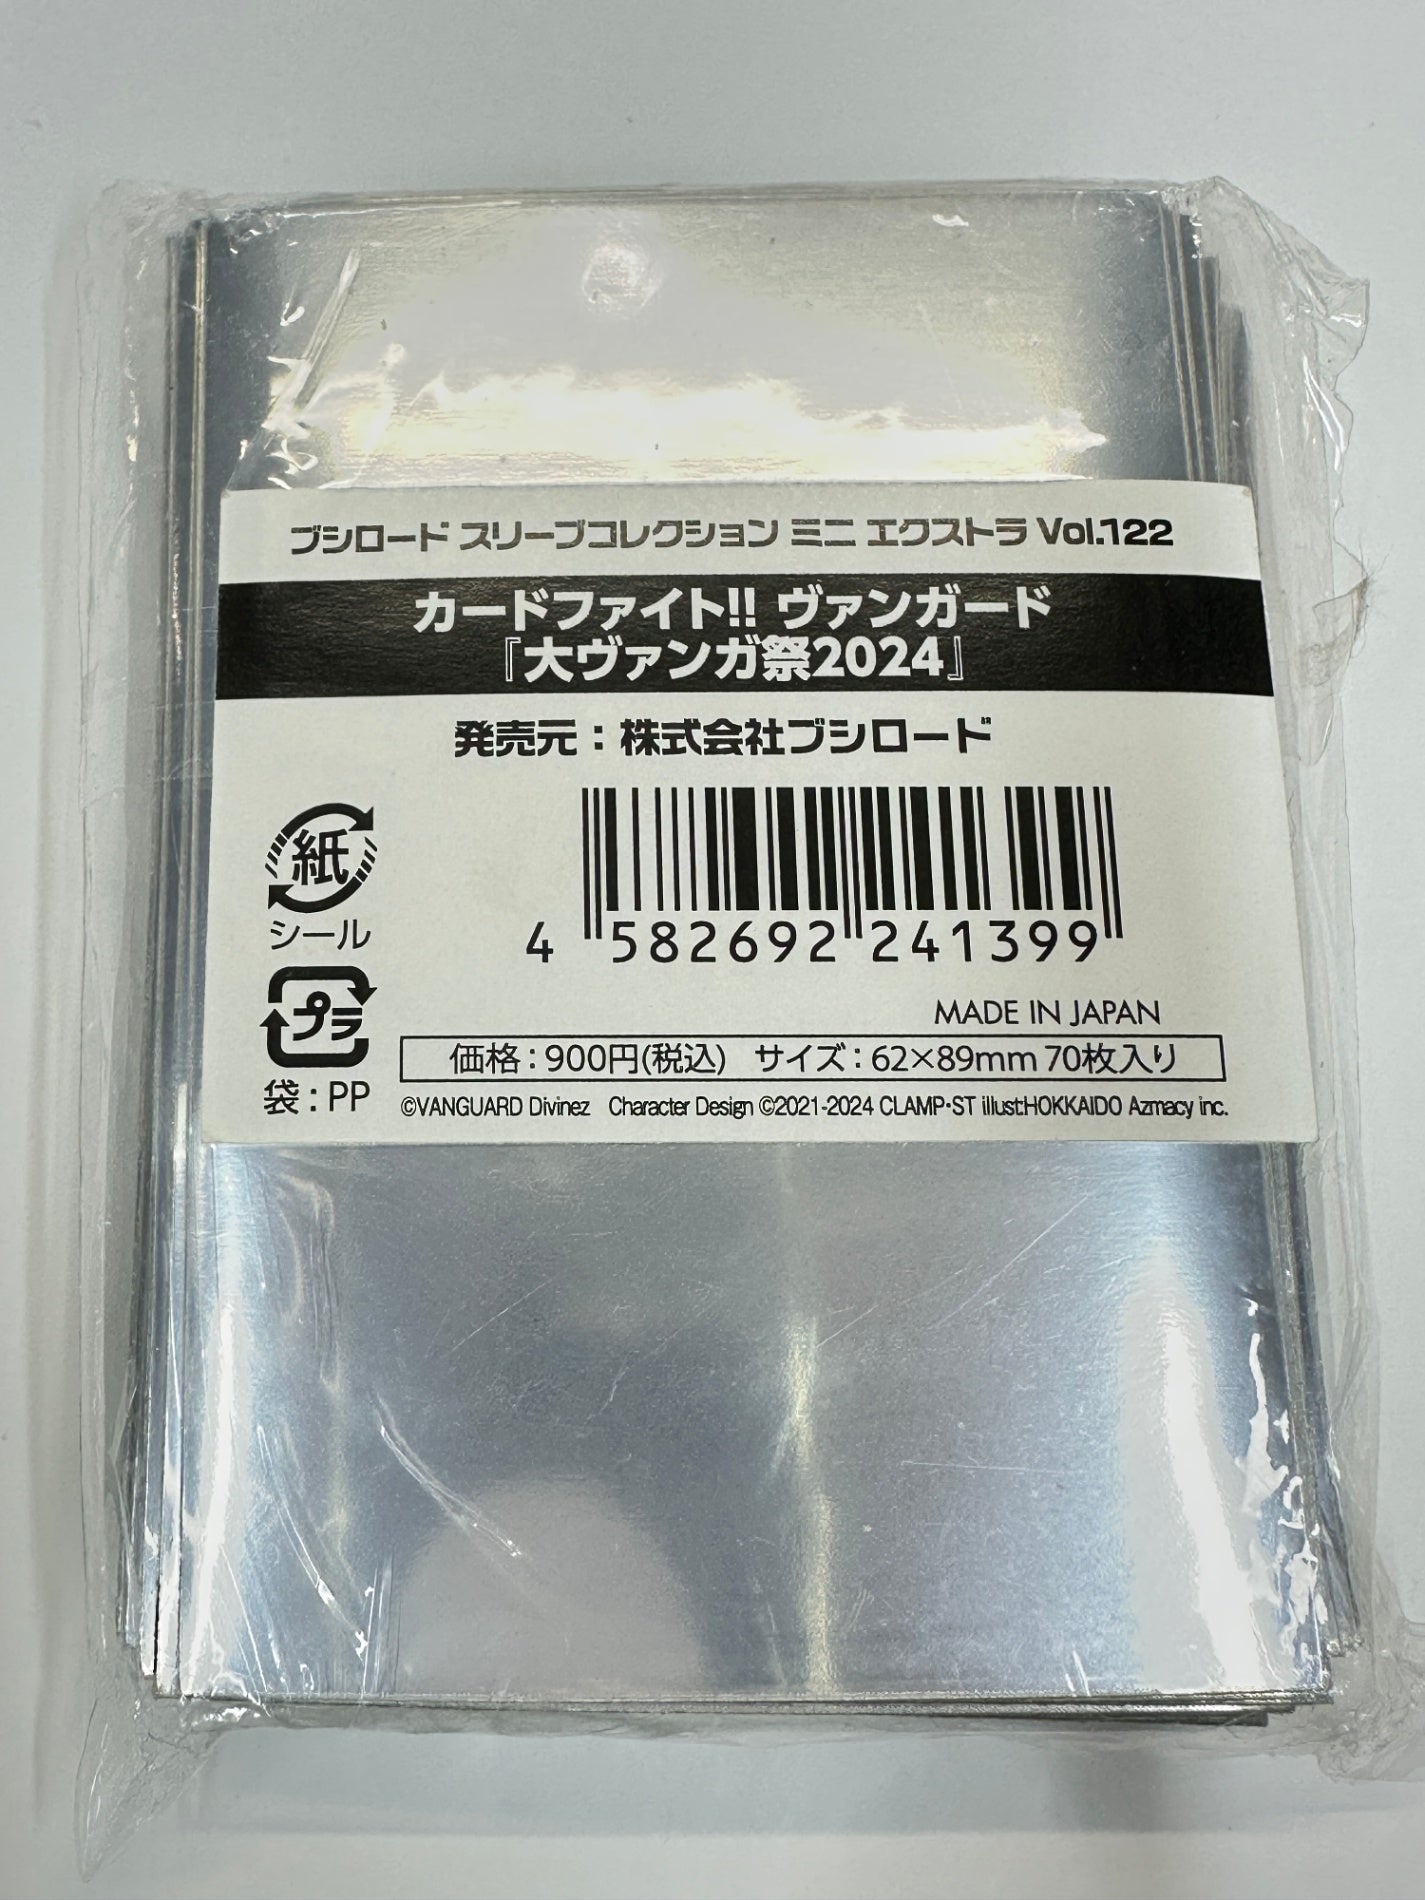 ブシロード スリーブコレクション ミニ エクストラ Vol.122
カードファイト!! ヴァンガード
『大ヴァンガ祭2024』
発売元：株式会社ブシロード
紙
シール
プラ
袋：PP
4 582692 241399
MADE IN JAPAN
価格：900円(税込) サイズ：62×89mm 70枚入り
©VANGUARD Divinez Character Design ©2021-2024 CLAMP・ST illust:HOKKAIDO Azmacy inc.